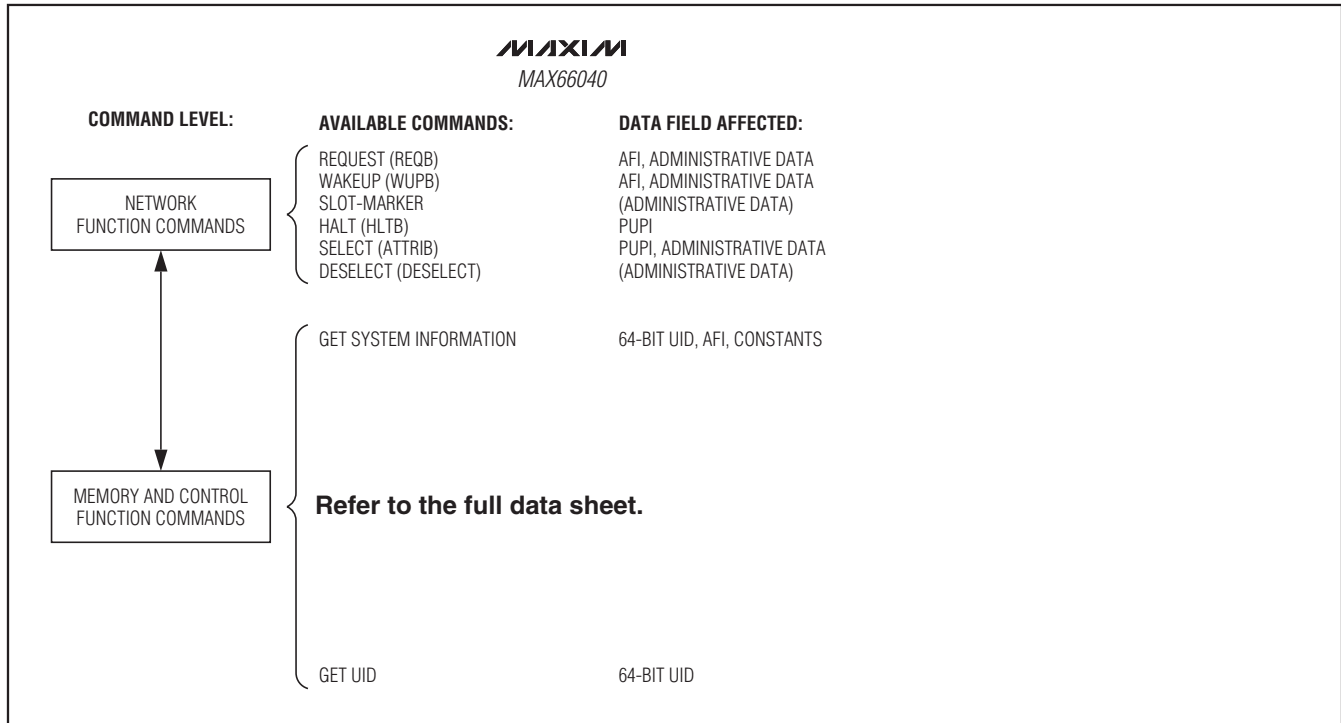 MAXIM
MAX66040
COMMAND LEVEL: AVAILABLE COMMANDS: DATA FIELD AFFECTED:
NETWORK
FUNCTION COMMANDS
REQUEST (REQB) AFI, ADMINISTRATIVE DATA
WAKEUP (WUPB) AFI, ADMINISTRATIVE DATA
SLOT-MARKER (ADMINISTRATIVE DATA)
HALT (HLTB) PUPI
SELECT (ATTRIB) PUPI, ADMINISTRATIVE DATA
DESELECT (DESELECT) (ADMINISTRATIVE DATA)
GET SYSTEM INFORMATION 64-BIT UID, AFI, CONSTANTS
MEMORY AND CONTROL
FUNCTION COMMANDS
Refer to the full data sheet.
GET UID 64-BIT UID